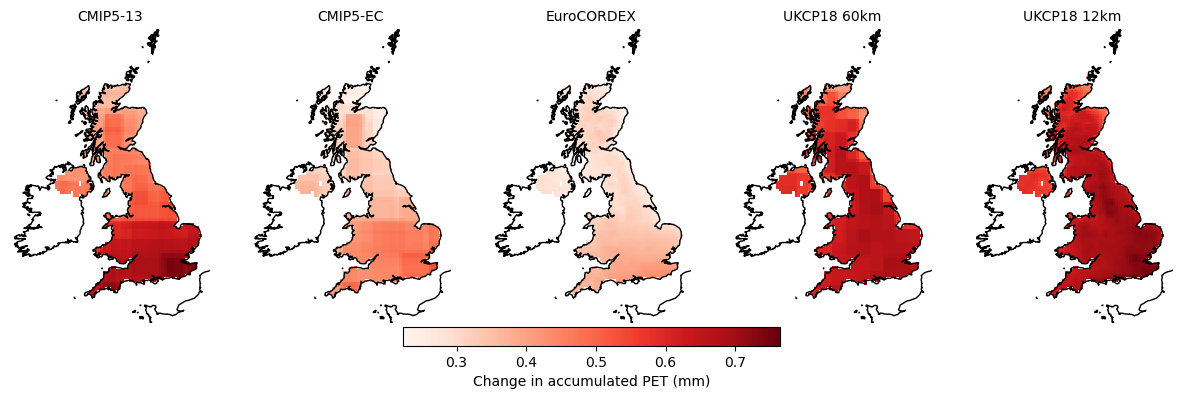 CMIP5-13
CMIP5-EC
EuroCORDEX
UKCP18 60km
UKCP18 12km
0.3
0.4
0.5
0.6
0.7
Change in accumulated PET (mm)